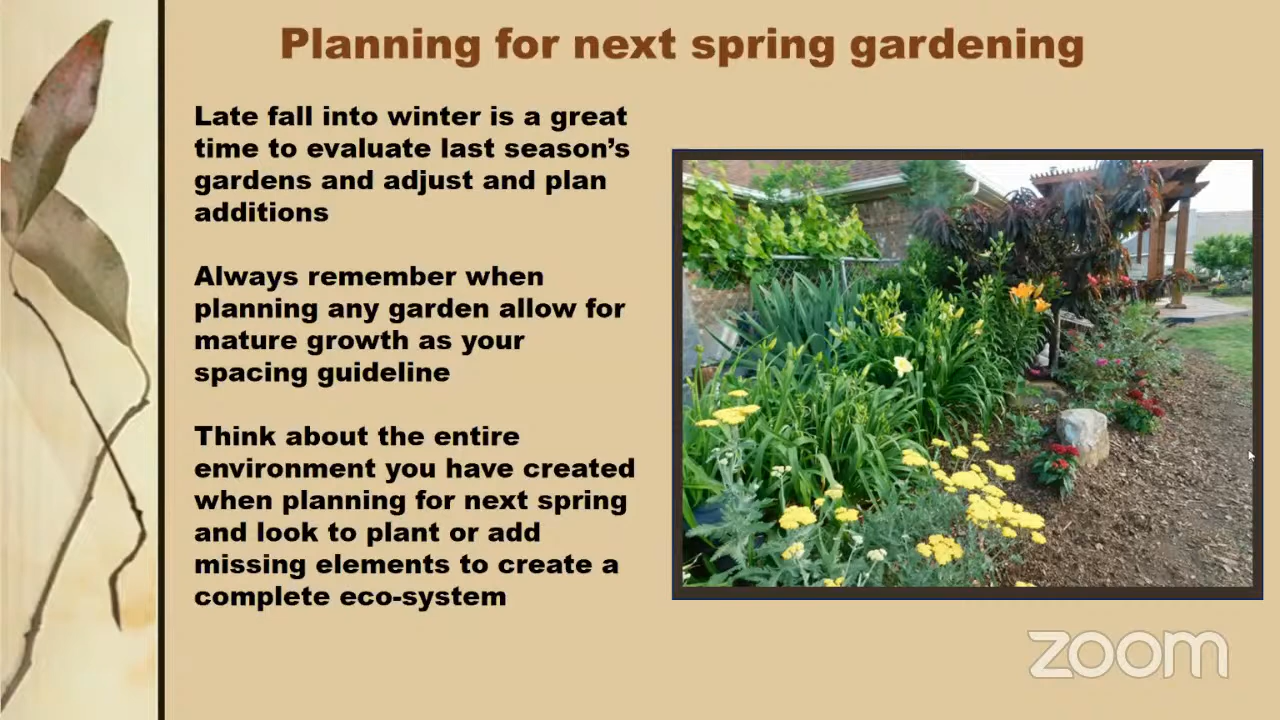 Planning for next spring gardening
Late fall into winter is a great
time to evaluate last season’s
gardens and adjust and plan
additions
Always remember when
planning any garden allow for
mature growth as your
spacing guideline
Think about the entire
environment you have created
when planning for next spring
and look to plant or add
missing elements to create a
complete eco-system
zoom